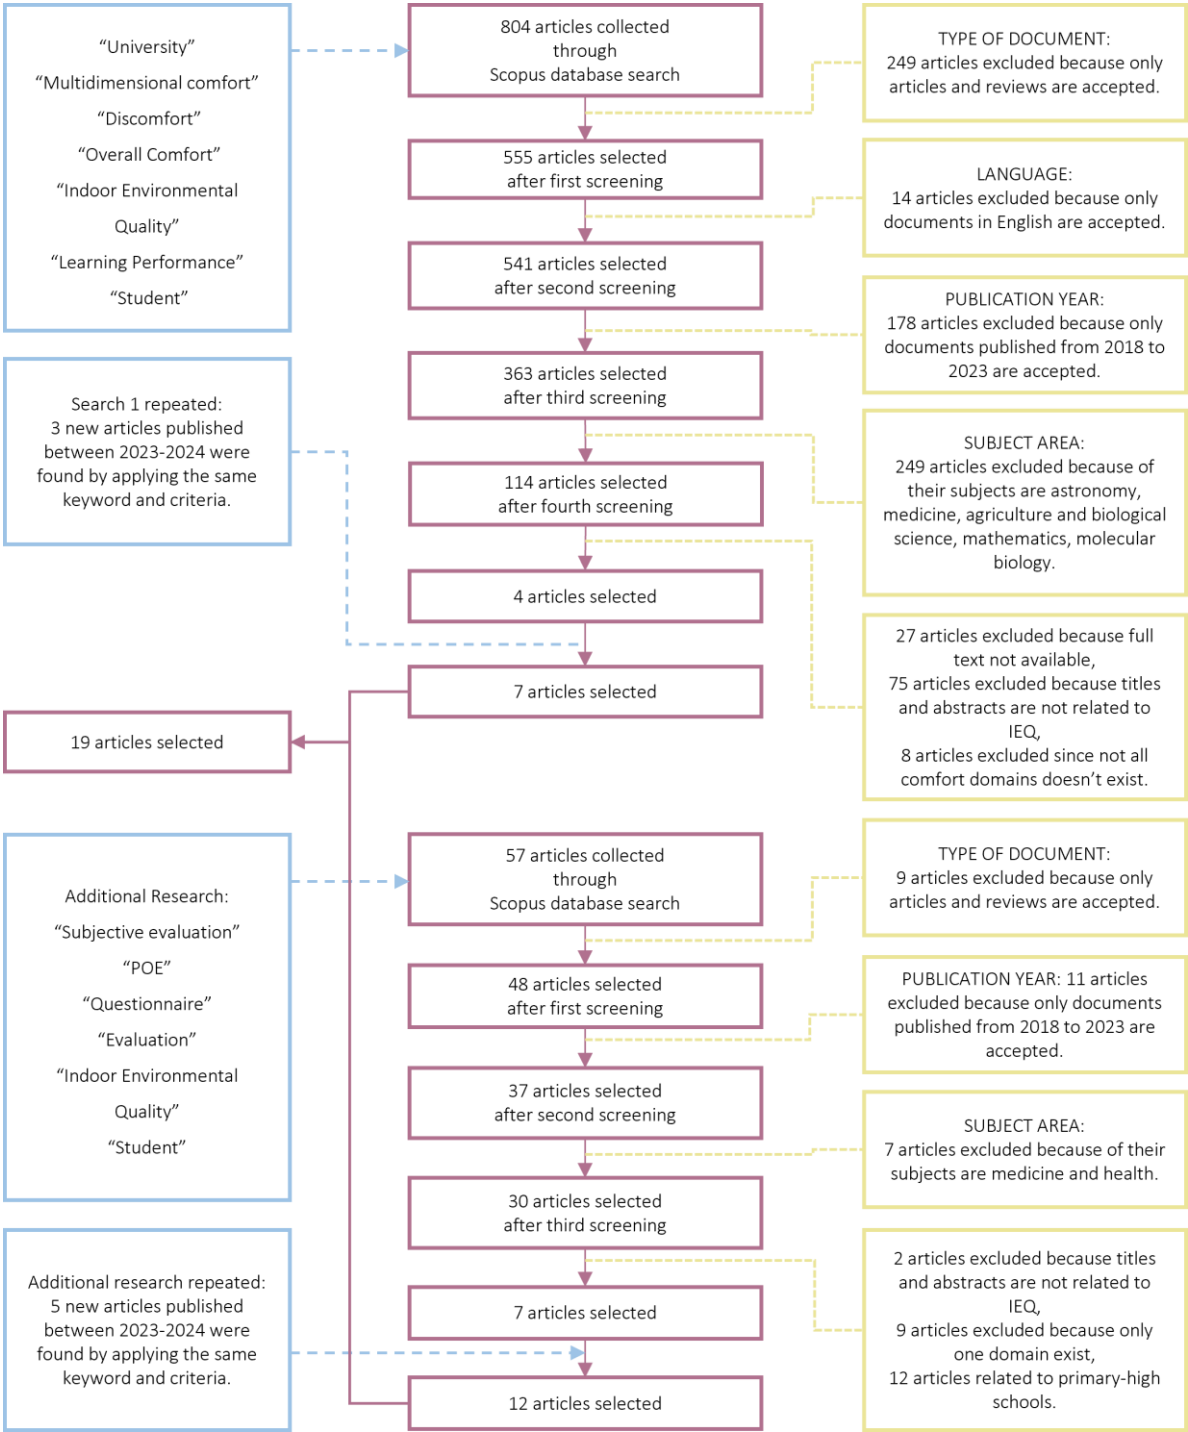 “University”
“Multidimensional comfort”
“Discomfort”
“Overall Comfort”
“Indoor Environmental
Quality”
“Learning Performance”
“Student”
804 articles collected
through
Scopus database search
TYPE OF DOCUMENT:
249 articles excluded because only
articles and reviews are accepted.
555 articles selected
after first screening
LANGUAGE:
14 articles excluded because only
documents in English are accepted.
541 articles selected
after second screening
PUBLICATION YEAR:
178 articles excluded because only
documents published from 2018 to
2023 are accepted.
Search 1 repeated:
3 new articles published
between 2023-2024 were
found by applying the same
keyword and criteria.
363 articles selected
after third screening
SUBJECT AREA:
249 articles excluded because of
their subjects are astronomy,
medicine, agriculture and biological
science, mathematics, molecular
biology.
114 articles selected
after fourth screening
4 articles selected
27 articles excluded because full
text not available,
75 articles excluded because titles
and abstracts are not related to
IEQ,
8 articles excluded since not all
comfort domains doesn’t exist.
7 articles selected
19 articles selected
Additional Research:
“Subjective evaluation”
“POE”
“Questionnaire”
“Evaluation”
“Indoor Environmental
Quality”
“Student”
57 articles collected
through
Scopus database search
TYPE OF DOCUMENT:
9 articles excluded because only
articles and reviews are accepted.
48 articles selected
after first screening
PUBLICATION YEAR: 11 articles
excluded because only documents
published from 2018 to 2023 are
accepted.
37 articles selected
after second screening
SUBJECT AREA:
7 articles excluded because of their
subjects are medicine and health.
30 articles selected
after third screening
Additional research repeated:
5 new articles published
between 2023-2024 were
found by applying the same
keyword and criteria.
7 articles selected
2 articles excluded because titles
and abstracts are not related to
IEQ,
9 articles excluded because only
one domain exist,
12 articles related to primary-high
schools.
12 articles selected